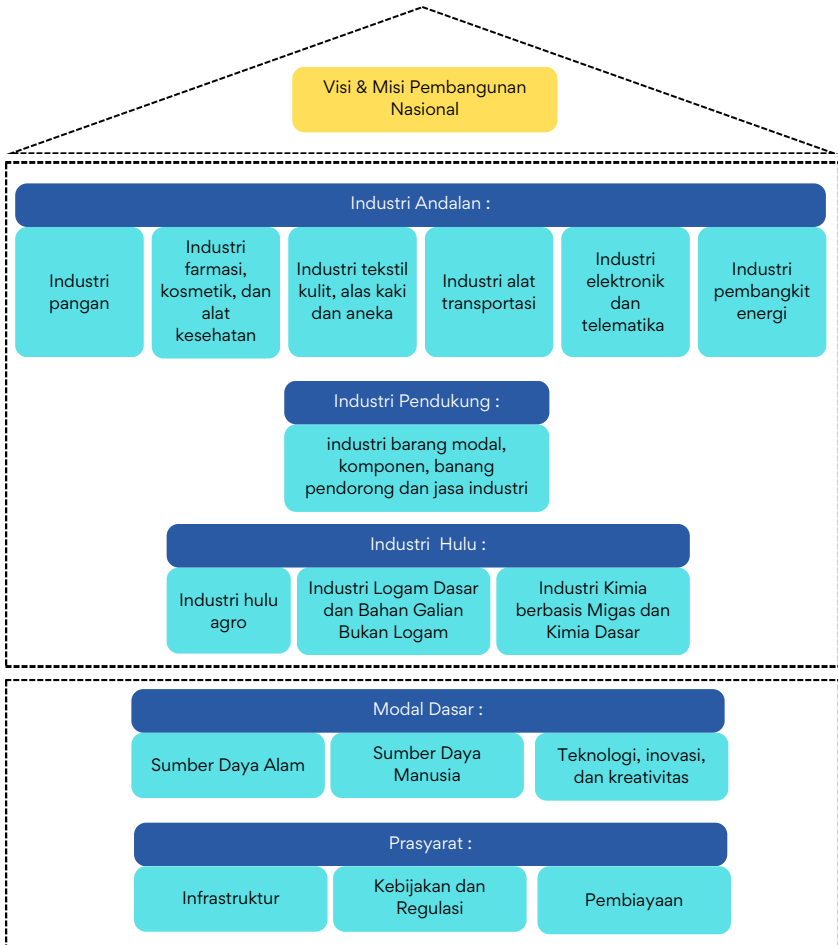 Visi & Misi Pembangunan
Nasional
Industri Andalan :
Industri
pangan
Industri
farmasi,
kosmetik, dan
alat
kesehatan
Industri tekstil
kulit, alas kaki
dan aneka
Industri alat
transportasi
Industri
elektronik
dan
telematika
Industri
pembangkit
energi
Industri Pendukung :
industri barang modal,
komponen, banang
pendorong dan jasa industri
Industri Hulu :
Industri hulu
agro
Industri Logam Dasar
dan Bahan Galian
Bukan Logam
Industri Kimia
berbasis Migas dan
Kimia Dasar
Modal Dasar :
Sumber Daya Alam
Sumber Daya
Manusia
Teknologi, inovasi,
dan kreativitas
Prasyarat :
Infrastruktur
Kebijakan dan
Regulasi
Pembiayaan